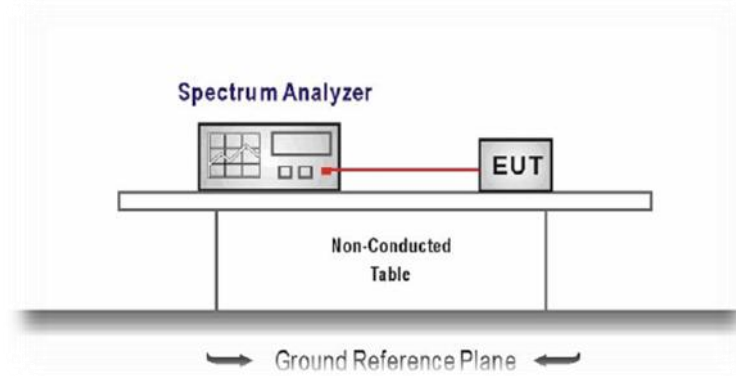 Spectrum Analyzer
EUT
Non-Conducted
Table
Ground Reference Plane